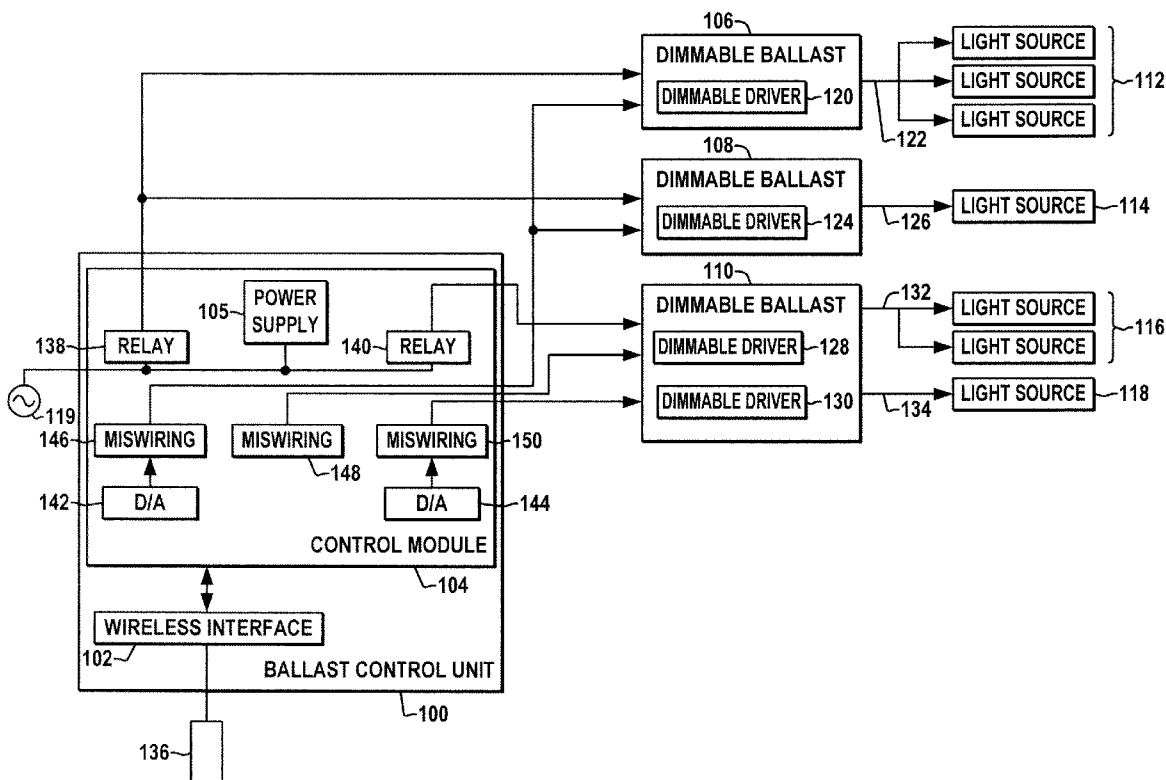 106
DIMMABLE BALLAST
DIMMABLE DRIVER
120
122
LIGHT SOURCE
LIGHT SOURCE
LIGHT SOURCE
112
108
DIMMABLE BALLAST
DIMMABLE DRIVER
124
126
LIGHT SOURCE
114
110
DIMMABLE BALLAST
DIMMABLE DRIVER
128
DIMMABLE DRIVER
130
132
LIGHT SOURCE
LIGHT SOURCE
116
134
LIGHT SOURCE
118
105
POWER
SUPPLY
138
RELAY
140
RELAY
119
146
MISWIRING
MISWIRING
148
MISWIRING
150
142
D/A
D/A
144
CONTROL MODULE
104
WIRELESS INTERFACE
102
BALLAST CONTROL UNIT
100
136